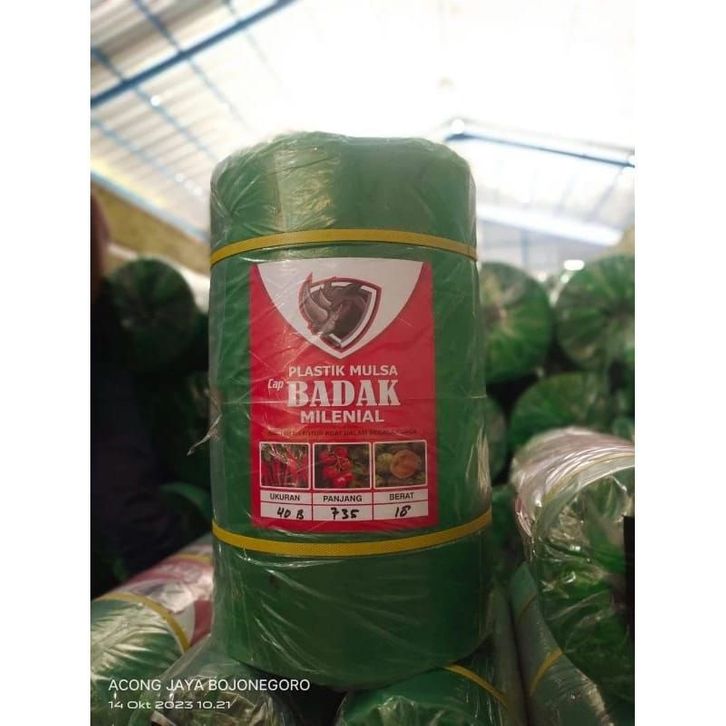 PLASTIK MULSA
Cap BADAK
MILENIAL
UKURAN PANJANG BERAT
40 B 735 18
ACONG JAYA BOJONEGORO
14 Okt 2023 10.21